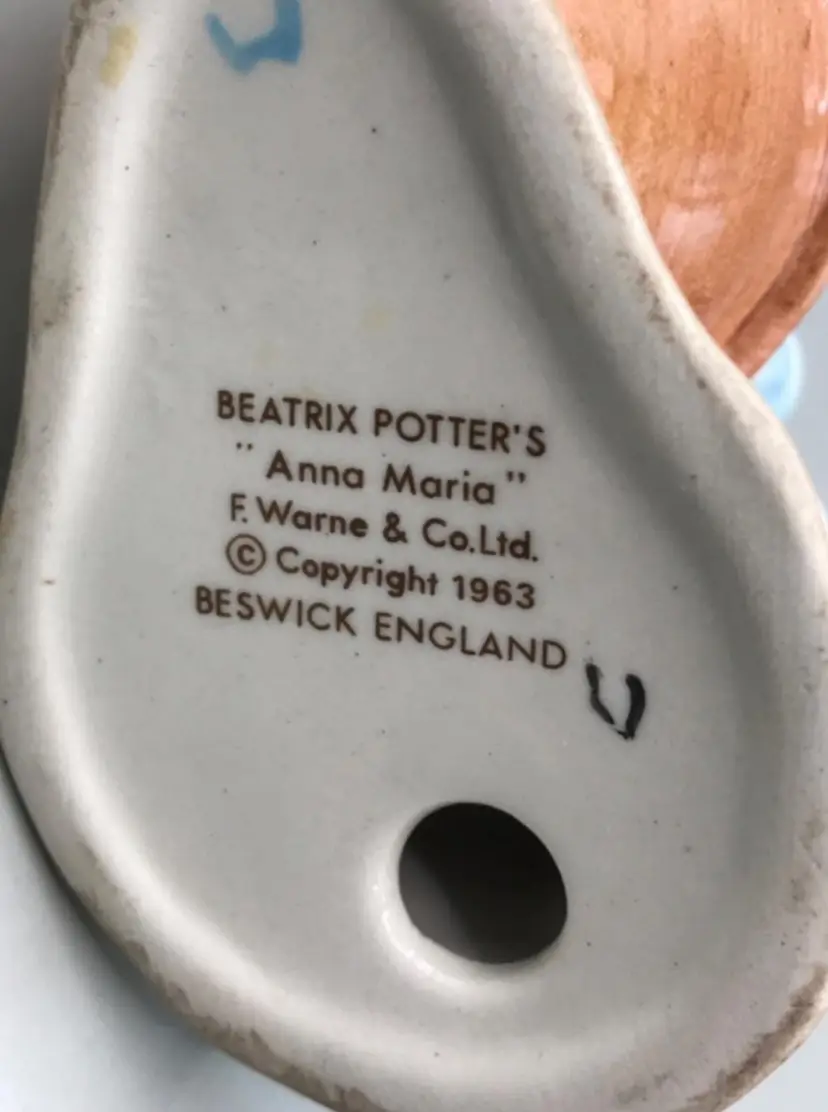 BEATRIX POTTER'S
"Anna Maria"
F. Warne & Co.Ltd.
© Copyright 1963
BESWICK ENGLAND